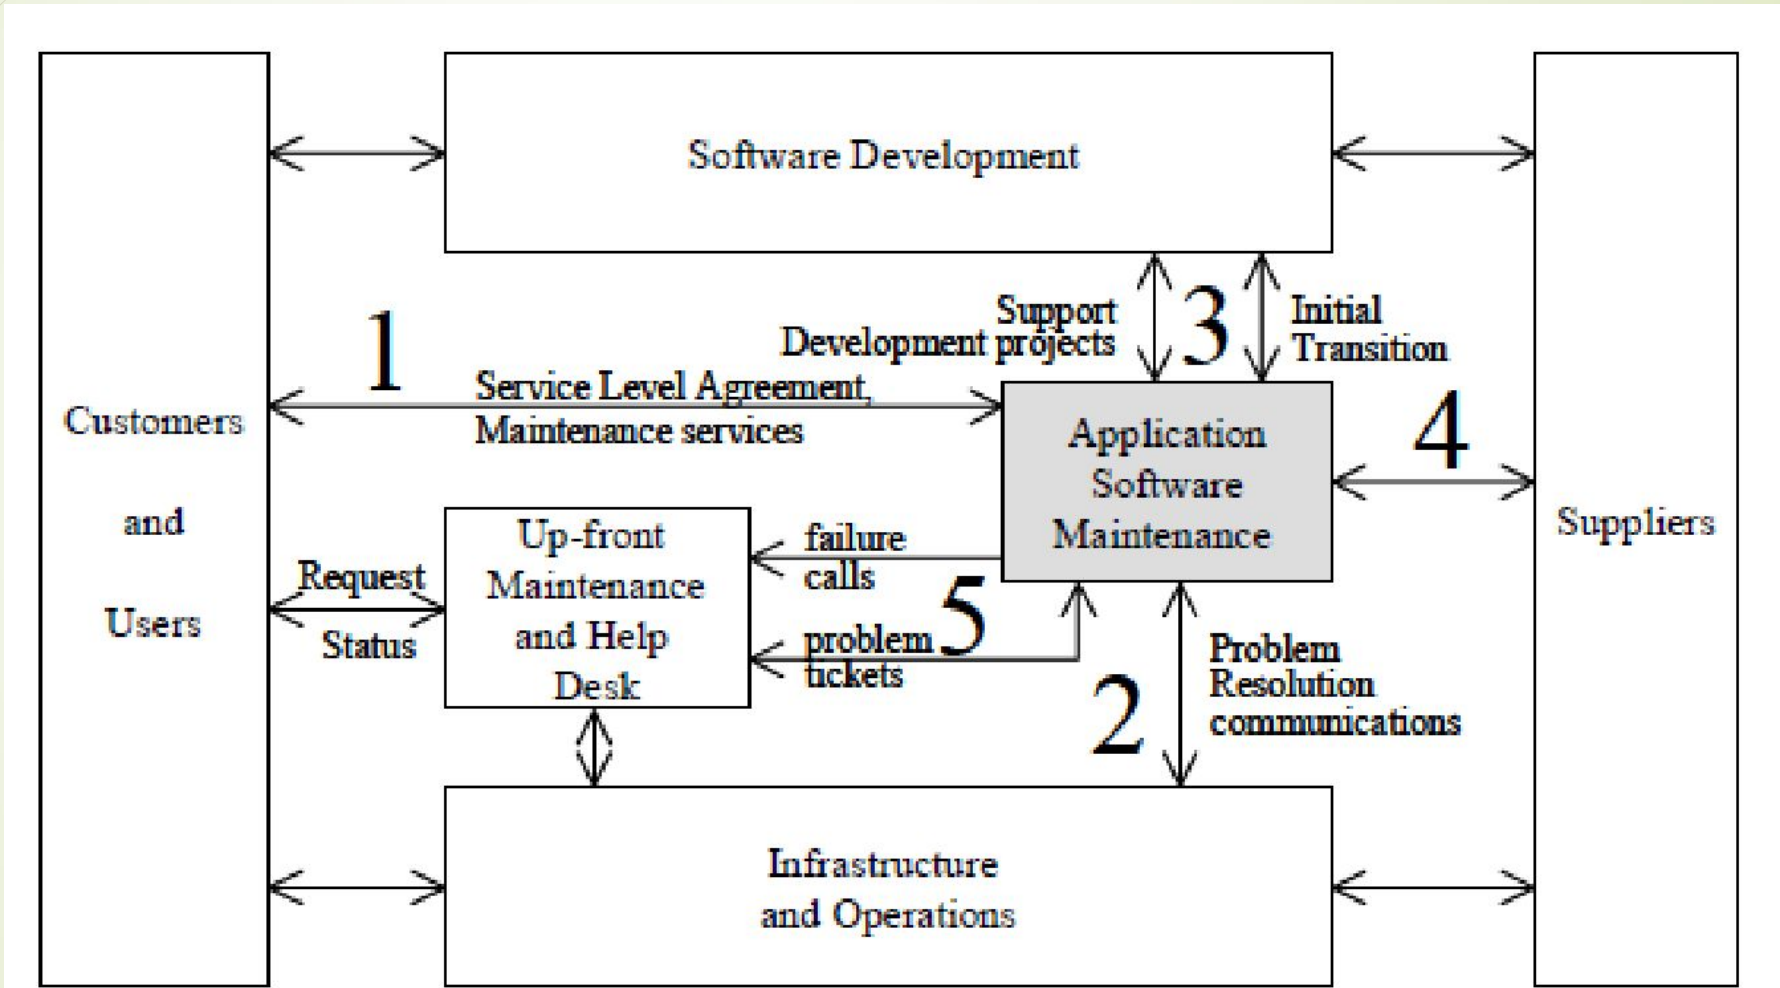 Software Development
Support
Development projects
3
Initial
Transition
1
Service Level Agreement,
Maintenance services
Customers
and
Users
Application
Software
Maintenance
4
Suppliers
Request
Status
Up-front
Maintenance
and Help
Desk
failure
calls
5
problem
tickets
2
Problem
Resolution
communications
Infrastructure
and Operations